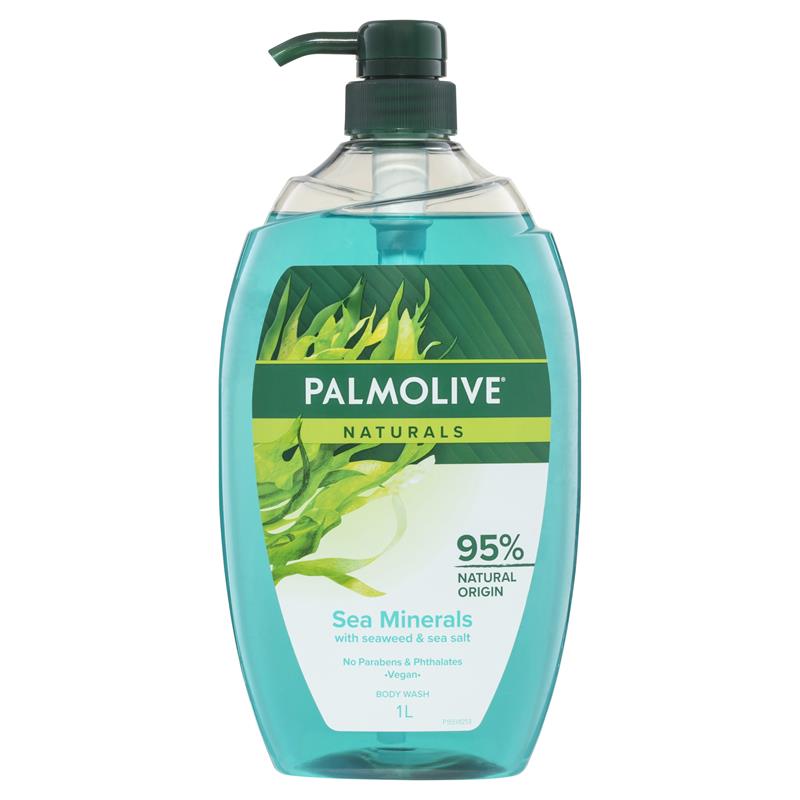 PALMOLIVE®
NATURALS
95%
NATURAL
ORIGIN
Sea Minerals
with seaweed & sea salt
No Parabens & Phthalates
•Vegan•
BODY WASH
1L